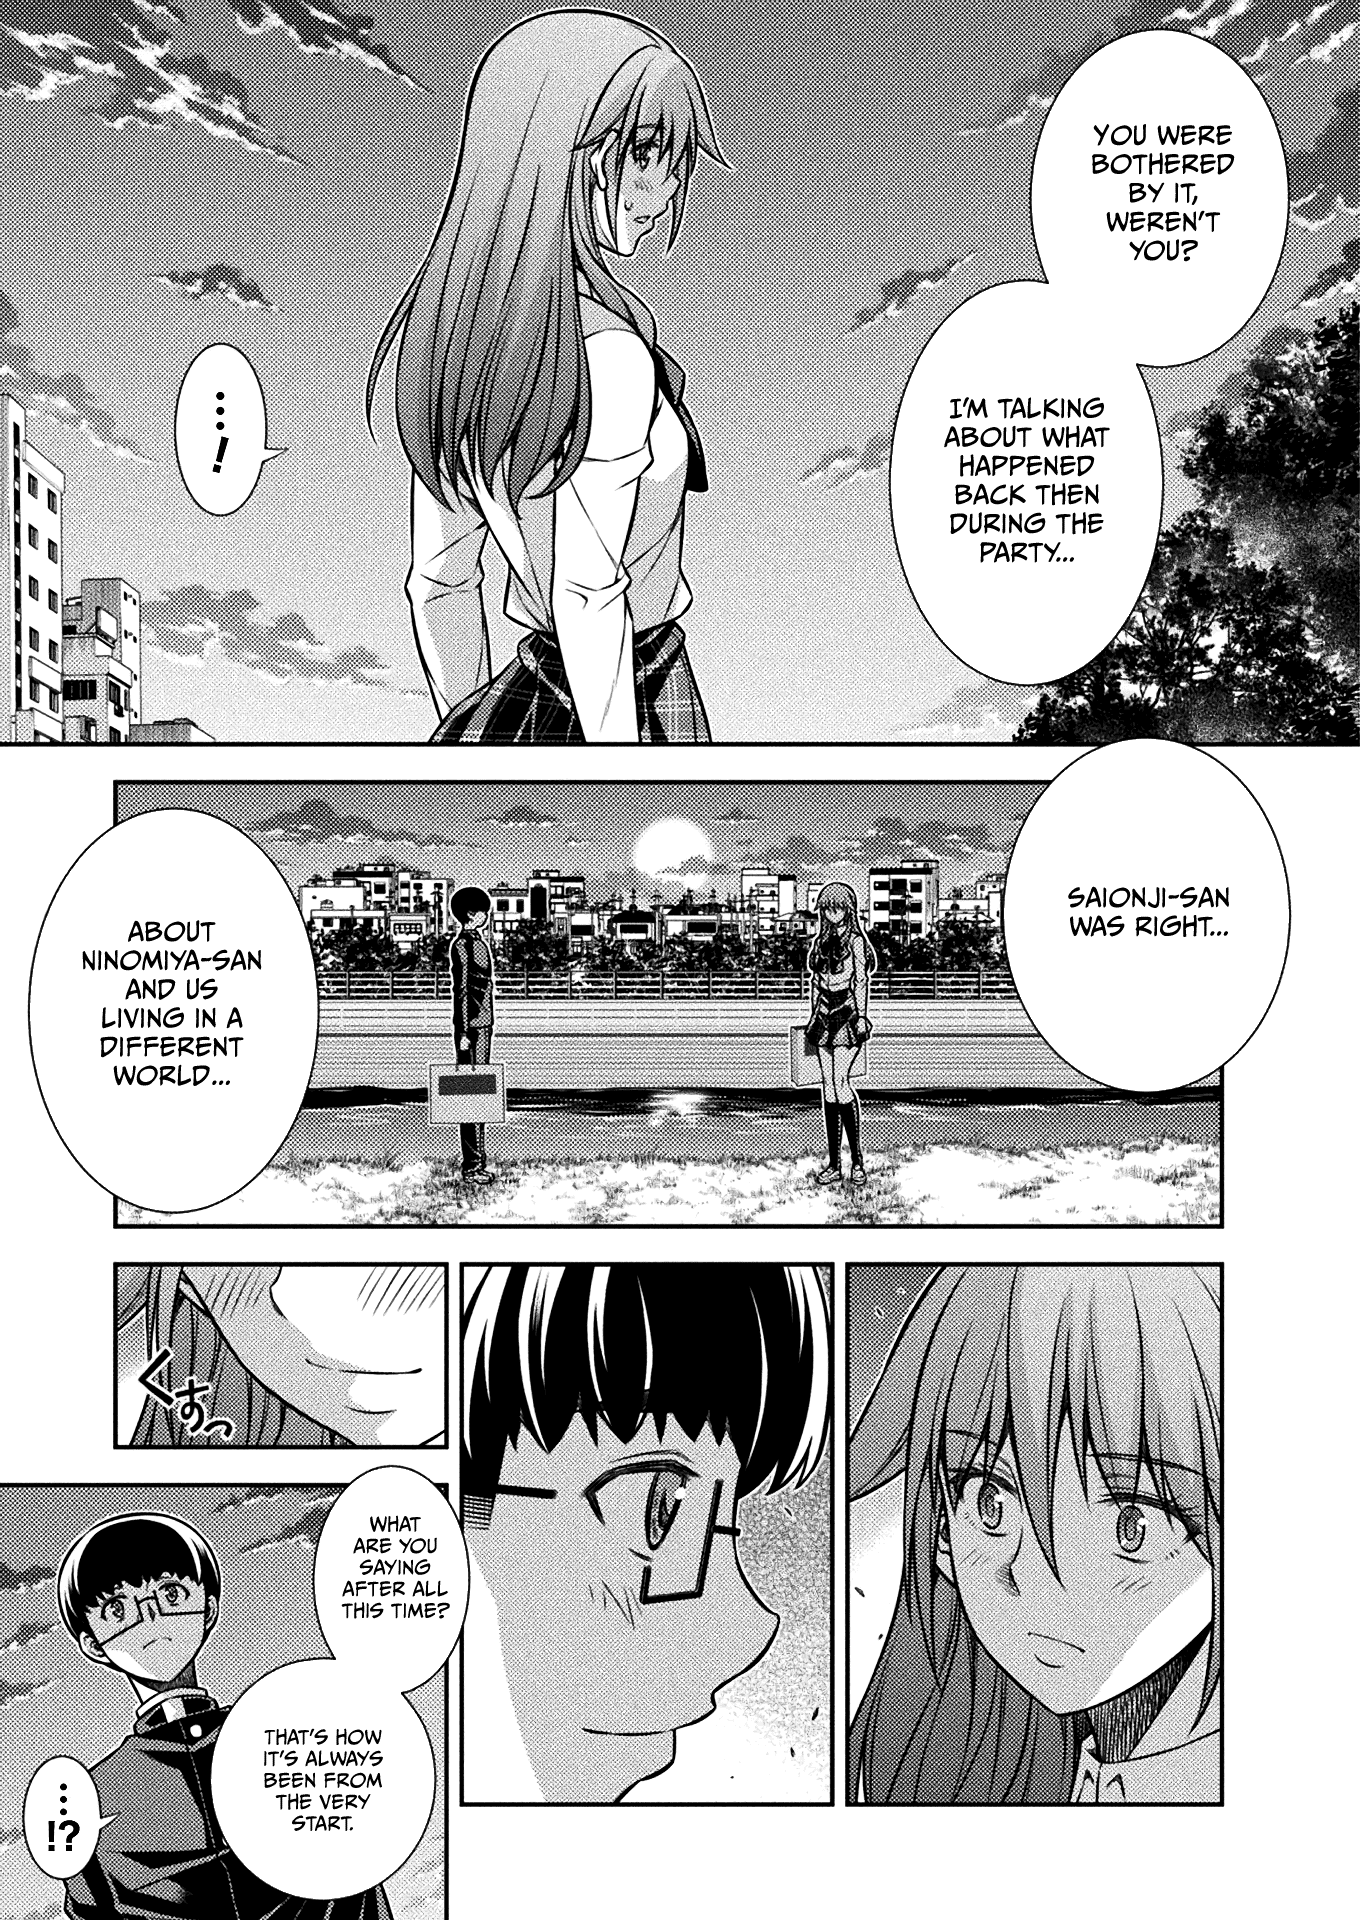 YOU WERE
BOTHERED
BY IT,
WEREN'T
YOU?
I'M TALKING
ABOUT WHAT
HAPPENED
BACK THEN
DURING THE
PARTY...
...!
SAIONJI-SAN
WAS RIGHT...
ABOUT
NINOMIYA-SAN
AND US
LIVING IN A
DIFFERENT
WORLD...
くすっ
WHAT
ARE YOU
SAYING
AFTER ALL
THIS TIME?
THAT'S HOW
IT'S ALWAYS
BEEN FROM
THE VERY
START.
...
!?